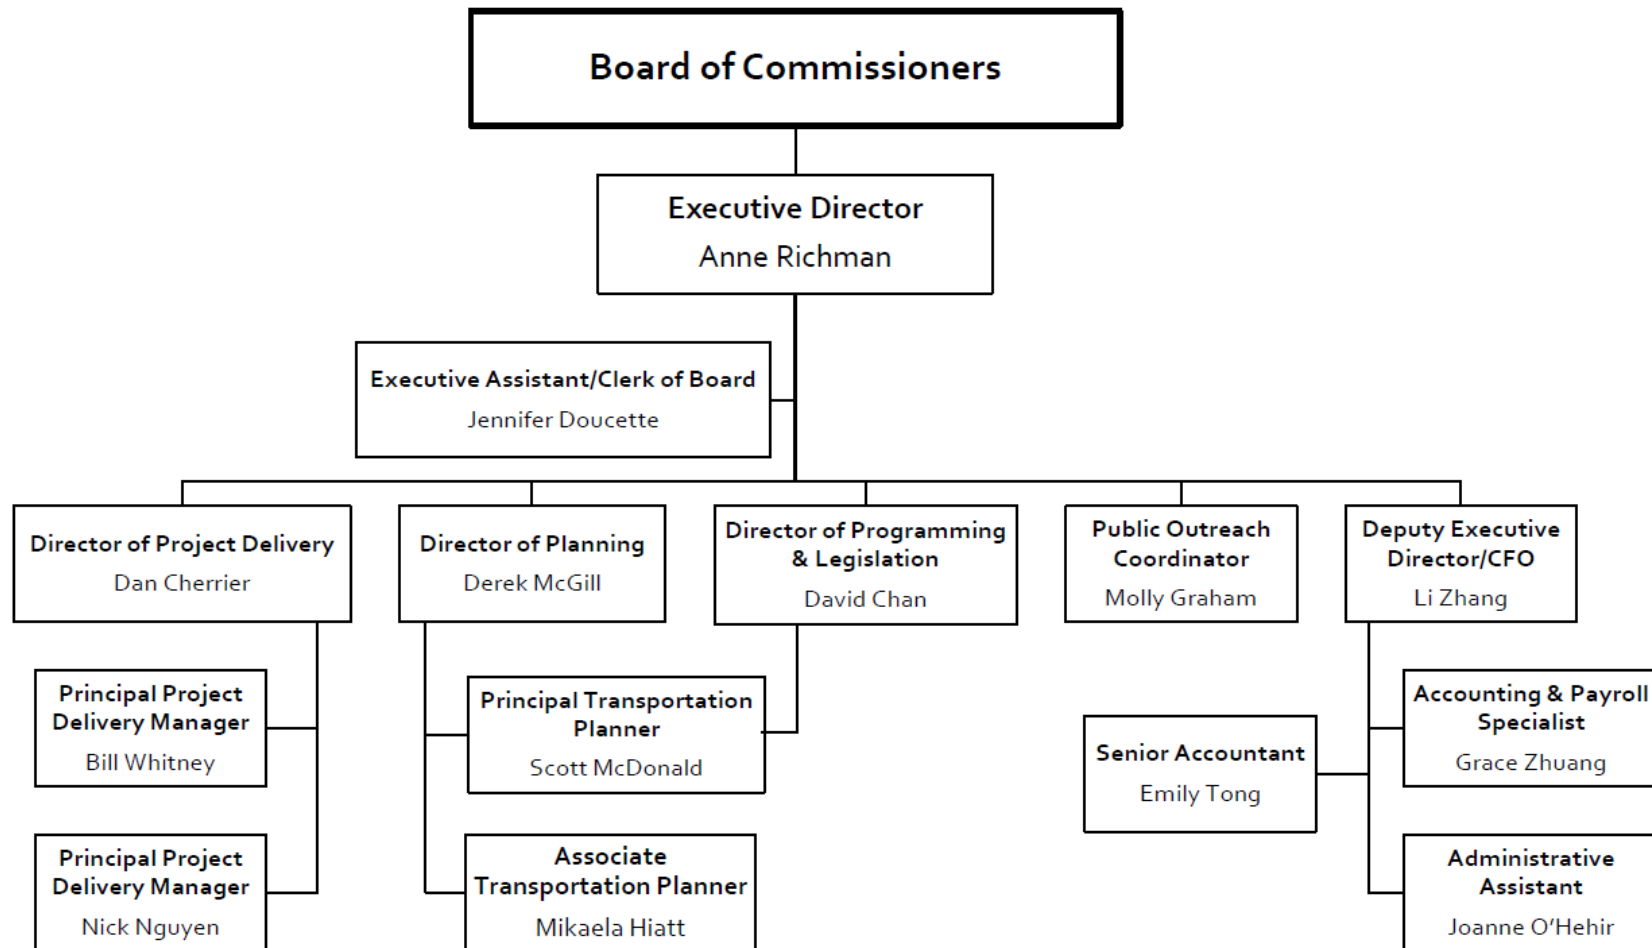 Board of Commissioners
Executive Director
Anne Richman
Executive Assistant/Clerk of Board
Jennifer Doucette
Director of Project Delivery
Dan Cherrier
Director of Planning
Derek McGill
Director of Programming
& Legislation
David Chan
Public Outreach
Coordinator
Molly Graham
Deputy Executive
Director/CFO
Li Zhang
Principal Project
Delivery Manager
Bill Whitney
Principal Transportation
Planner
Scott McDonald
Senior Accountant
Emily Tong
Accounting & Payroll
Specialist
Grace Zhuang
Principal Project
Delivery Manager
Nick Nguyen
Associate
Transportation Planner
Mikaela Hiatt
Administrative
Assistant
Joanne O’Hehir